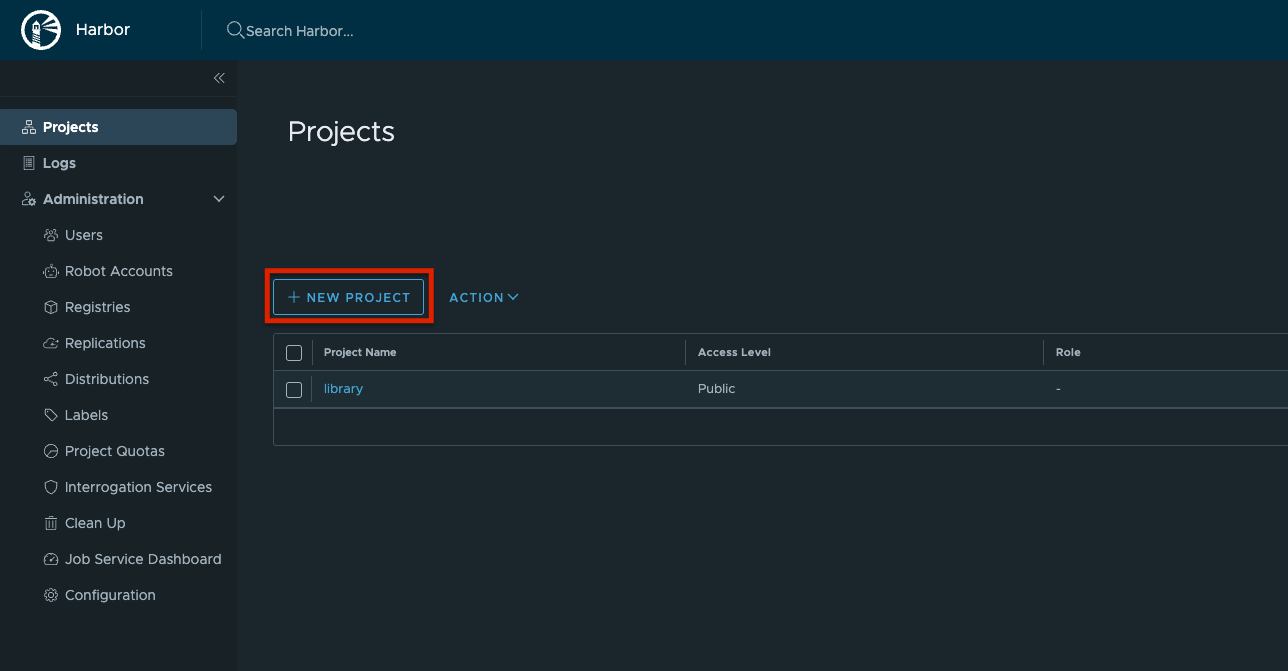 Harbor
Search Harbor...
Projects
Logs
Administration
Users
Robot Accounts
Registries
Replications
Distributions
Labels
Project Quotas
Interrogation Services
Clean Up
Job Service Dashboard
Configuration
Projects
NEW PROJECT ACTION
Project Name Access Level Role
library Public -